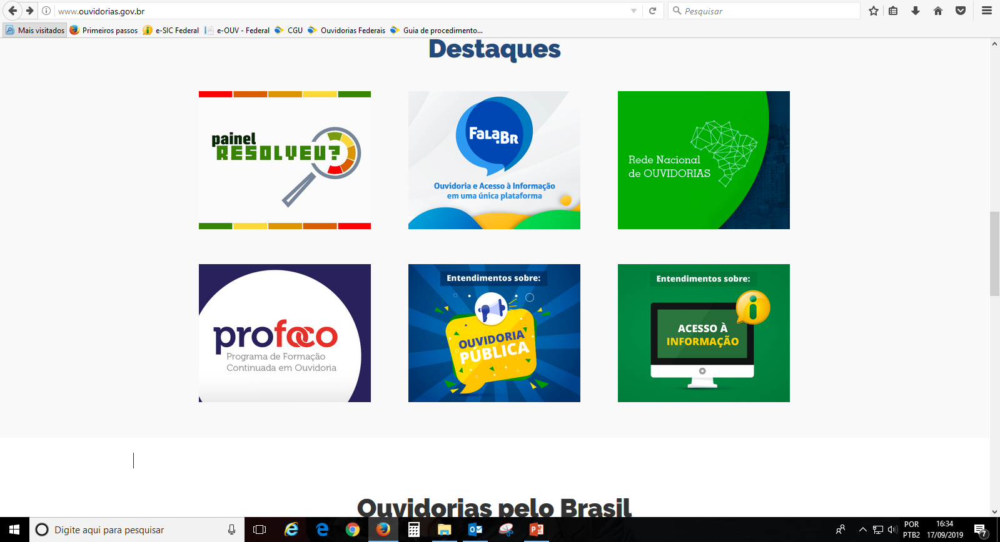 www.ouvidorias.gov.br
Pesquisar
Mais visitados
Primeiros passos
e-SIC Federal
e-OUV - Federal
CGU
Ouvidorias Federais
Guia de procedimento...
Destaques
painel
RESOLVEU?
FALA.BR
Ouvidoria e Acesso à Informação
em uma única plataforma
Rede Nacional
de OUVIDORIAS
profoco
Programa de Formação
Continuada em Ouvidoria
Entendimentos sobre:
OUVIDORIA
PÚBLICA
Entendimentos sobre:
i
ACESSO À
INFORMAÇÃO
Ouvidorias pelo Brasil
Digite aqui para pesquisar
POR
PTB2
16:34
17/09/2019
7